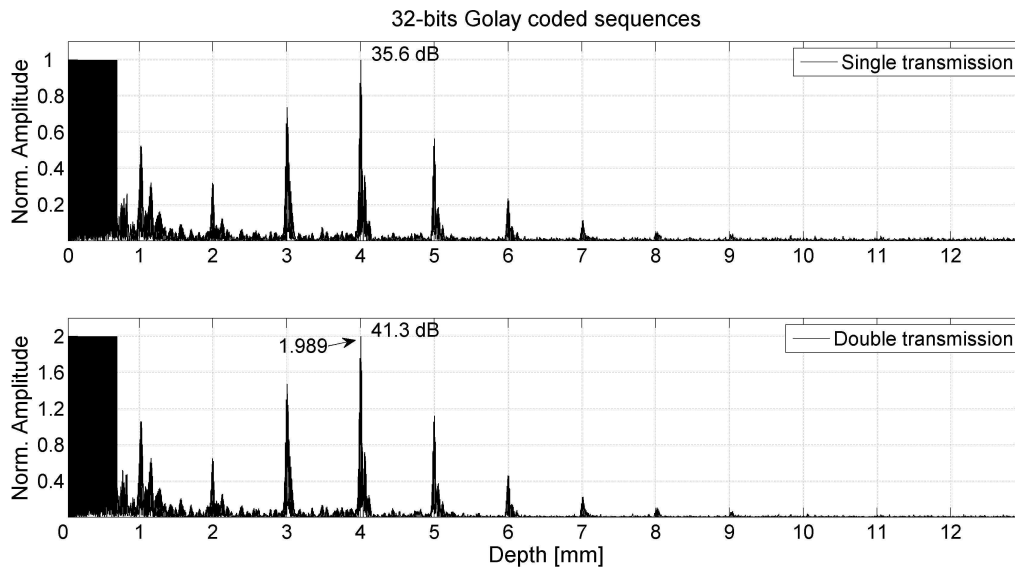 32-bits Golay coded sequences
35.6 dB
Single transmission
Norm. Amplitude
1
0.8
0.6
0.4
0.2
0 1 2 3 4 5 6 7 8 9 10 11 12
41.3 dB
1.989
Double transmission
Norm. Amplitude
2
1.6
1.2
0.8
0.4
0 1 2 3 4 5 6 7 8 9 10 11 12
Depth [mm]